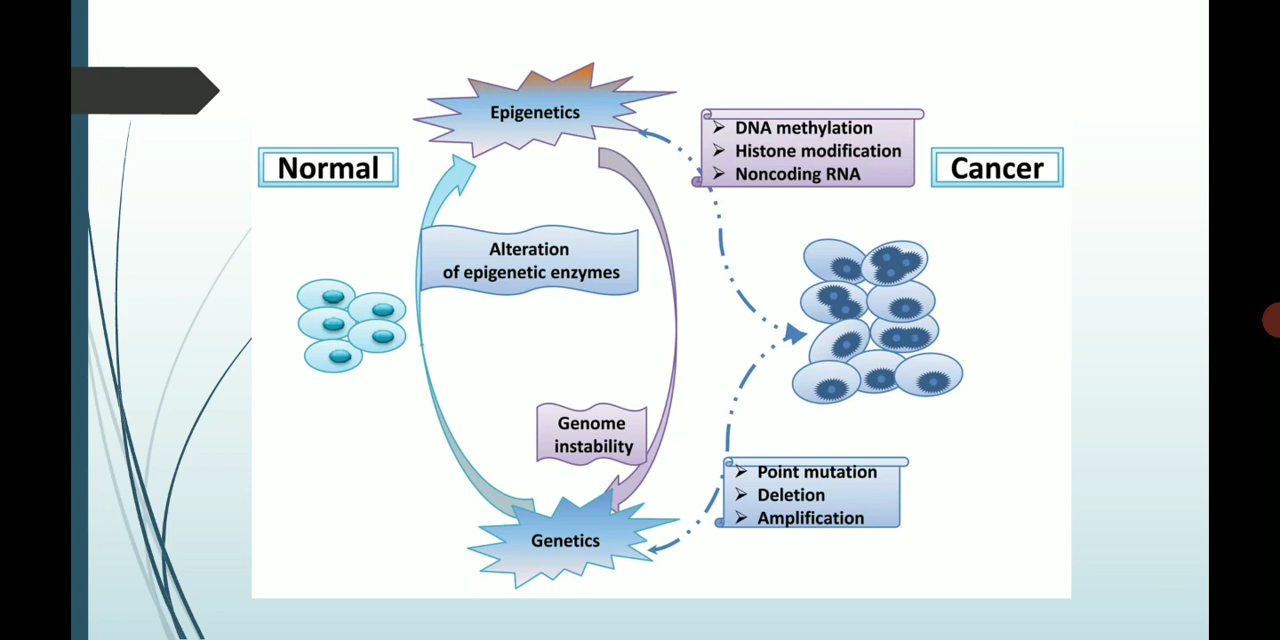 Epigenetics
DNA methylation
Histone modification
Noncoding RNA
Normal
Cancer
Alteration
of epigenetic enzymes
Genome
instability
Point mutation
Deletion
Amplification
Genetics